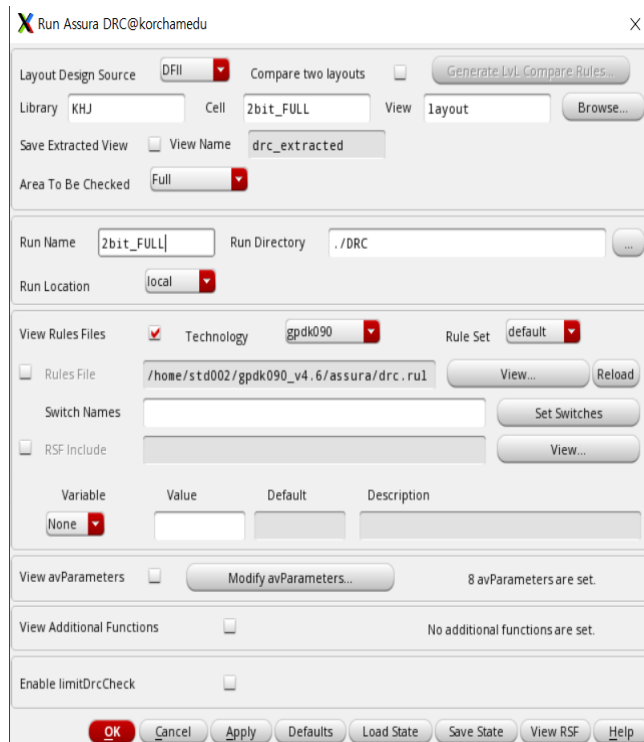 Run Assura DRC@korchamedu X
Layout Design Source DFII Compare two layouts Generate LvL Compare Rules...
Library KHJ Cell 2bit_FULL View layout Browse...
Save Extracted View View Name drc_extracted
Area To Be Checked Full
Run Name 2bit_FULL Run Directory ./DRC ...
Run Location local
View Rules Files Technology gpdk090 Rule Set default
Rules File /home/std002/gpdk090_v4.6/assura/drc.rul View... Reload
Switch Names Set Switches
RSF Include View...
Variable Value Default Description
None
View avParameters Modify avParameters... 8 avParameters are set.
View Additional Functions No additional functions are set.
Enable limitDrcCheck
OK Cancel Apply Defaults Load State Save State View RSF Help